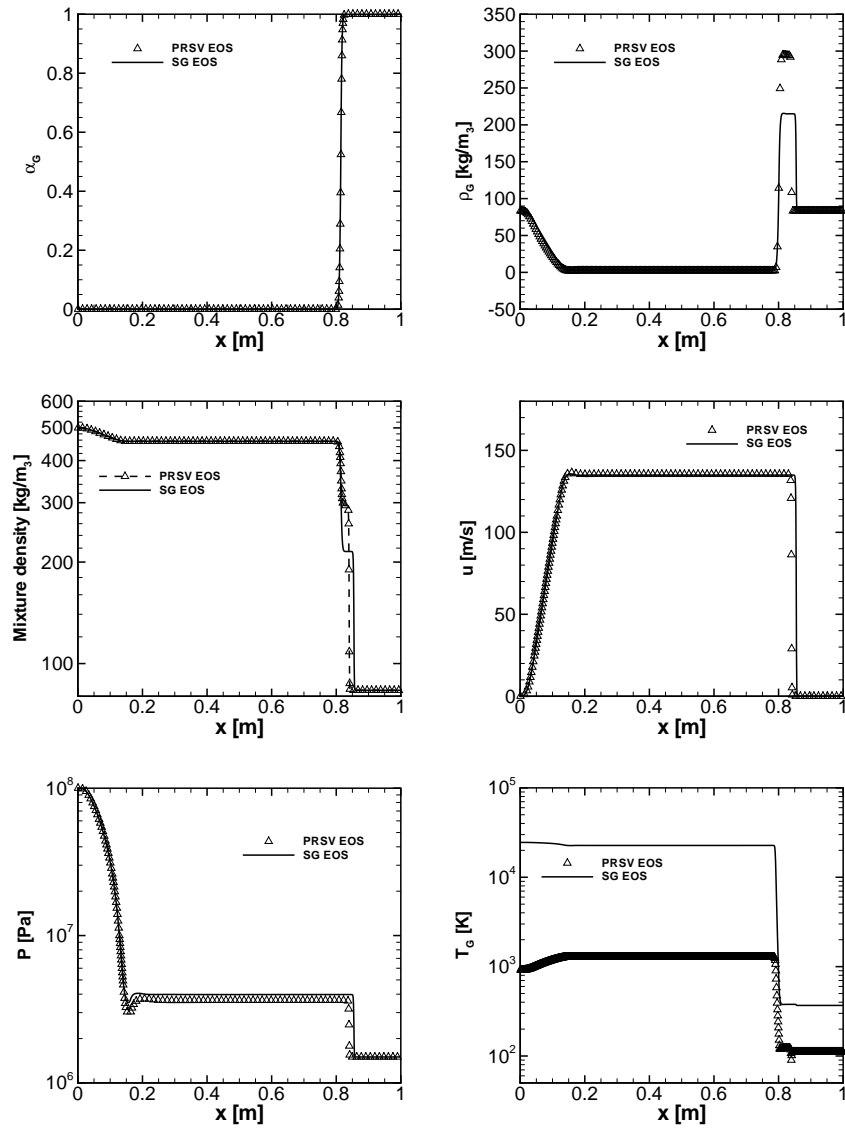 1
0.8
0.6
0.4
0.2
0
α_G
PRSV EOS
SG EOS
0 0.2 0.4 0.6 0.8 1
x [m]
350
300
250
200
150
100
50
0
-50
ρ_G [kg/m_3]
PRSV EOS
SG EOS
0 0.2 0.4 0.6 0.8 1
x [m]
600
500
400
300
200
100
Mixture density [kg/m_3]
PRSV EOS
SG EOS
0 0.2 0.4 0.6 0.8 1
x [m]
150
100
50
0
u [m/s]
PRSV EOS
SG EOS
0 0.2 0.4 0.6 0.8 1
x [m]
10^8
10^7
10^6
P [Pa]
PRSV EOS
SG EOS
0 0.2 0.4 0.6 0.8 1
x [m]
10^5
10^4
10^3
10^2
T_G [K]
PRSV EOS
SG EOS
0 0.2 0.4 0.6 0.8 1
x [m]